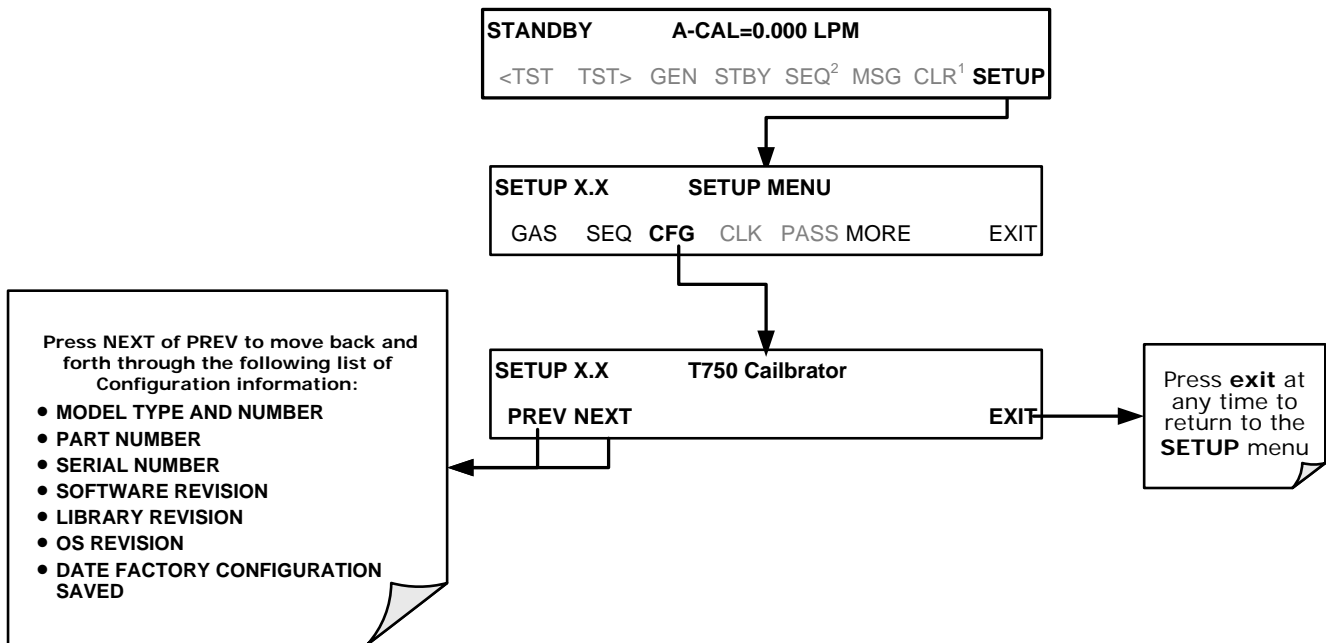 STANDBY A-CAL=0.000 LPM
<TST TST> GEN STBY SEQ² MSG CLR¹ SETUP
SETUP X.X SETUP MENU
GAS SEQ CFG CLK PASS MORE EXIT
Press NEXT of PREV to move back and
forth through the following list of
Configuration information:
• MODEL TYPE AND NUMBER
• PART NUMBER
• SERIAL NUMBER
• SOFTWARE REVISION
• LIBRARY REVISION
• OS REVISION
• DATE FACTORY CONFIGURATION
SAVED
SETUP X.X T750 Cailbrator
PREV NEXT EXIT
Press exit at
any time to
return to the
SETUP menu